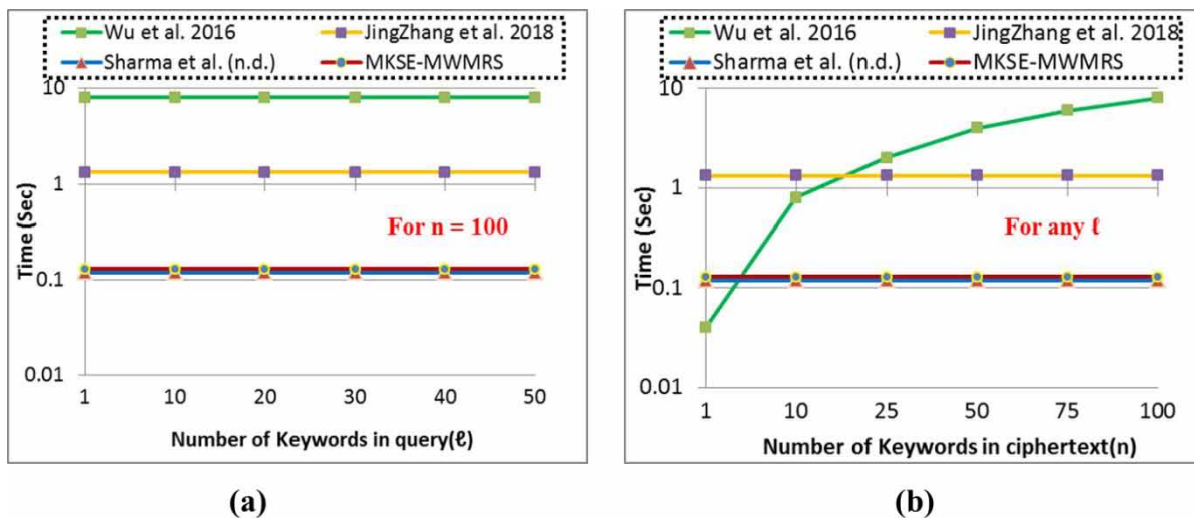 Wu et al. 2016 JingZhang et al. 2018
Sharma et al. (n.d.) MKSE-MWMRS
10
1
0.1
0.01
Time (Sec)
For n = 100
1 10 20 30 40 50
Number of Keywords in query(ℓ)
(a)
Wu et al. 2016 JingZhang et al. 2018
Sharma et al. (n.d.) MKSE-MWMRS
10
1
0.1
0.01
Time (Sec)
For any ℓ
1 10 25 50 75 100
Number of Keywords in ciphertext(n)
(b)